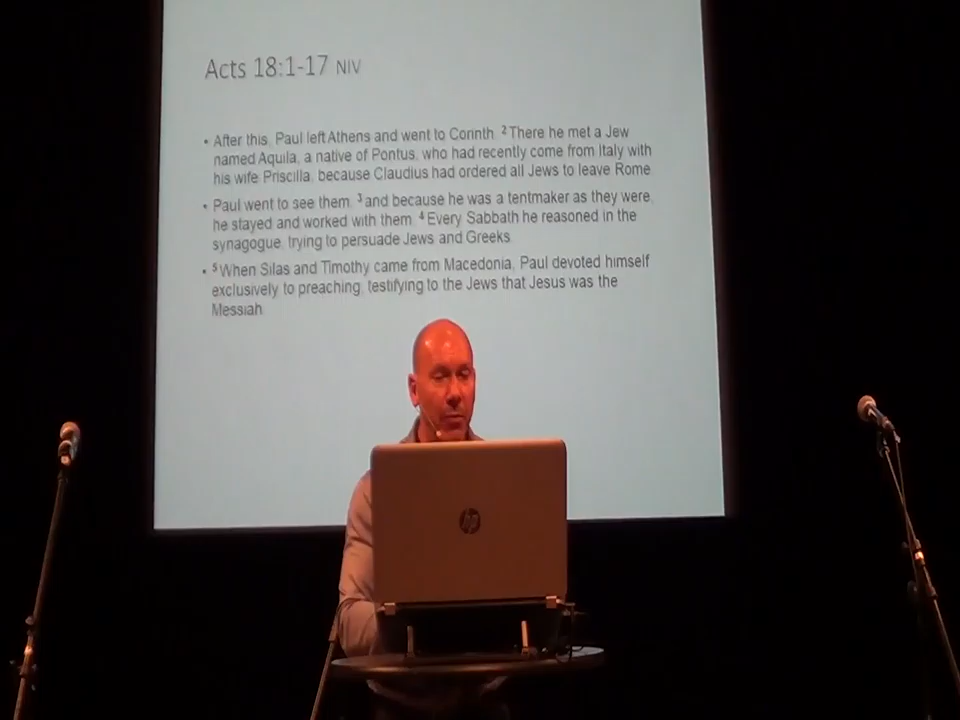 Acts 18:1-17 NIV
• After this, Paul left Athens and went to Corinth. 2 There he met a Jew
named Aquila, a native of Pontus, who had recently come from Italy with
his wife Priscilla, because Claudius had ordered all Jews to leave Rome
• Paul went to see them, 3 and because he was a tentmaker as they were,
he stayed and worked with them. 4 Every Sabbath he reasoned in the
synagogue, trying to persuade Jews and Greeks.
• 5 When Silas and Timothy came from Macedonia, Paul devoted himself
exclusively to preaching, testifying to the Jews that Jesus was the
Messiah.
hp